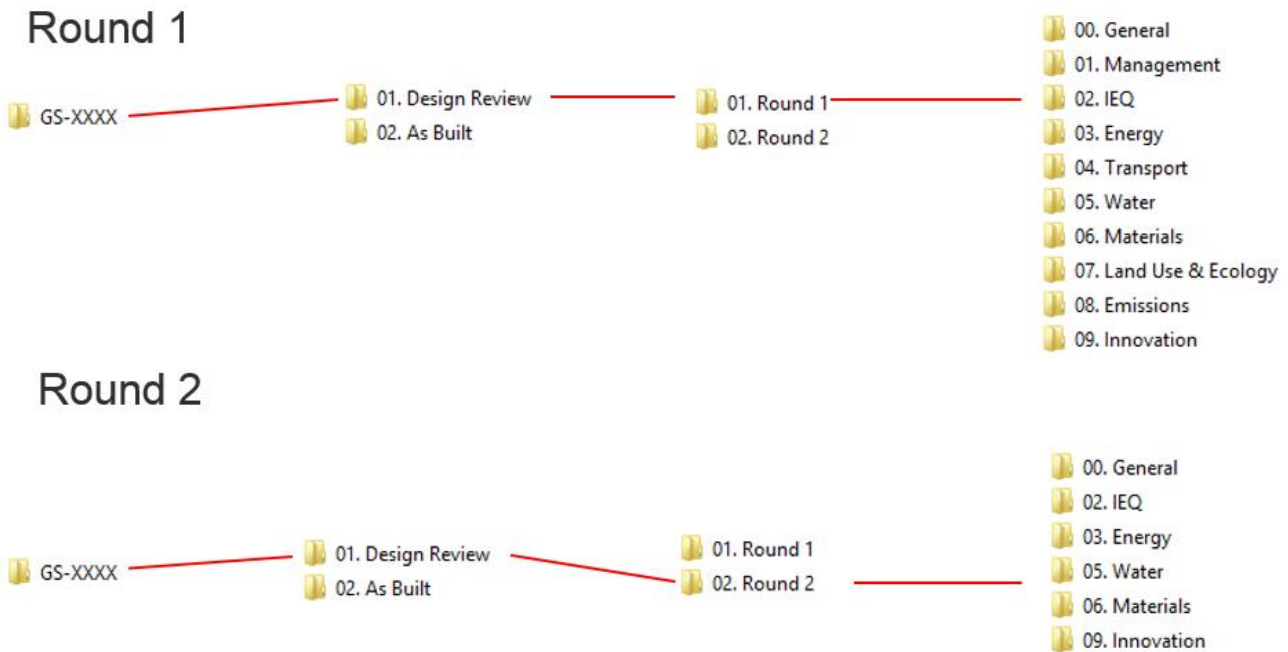 Round 1
GS-XXXX
01. Design Review
02. As Built
01. Round 1
02. Round 2
00. General
01. Management
02. IEQ
03. Energy
04. Transport
05. Water
06. Materials
07. Land Use & Ecology
08. Emissions
09. Innovation
Round 2
GS-XXXX
01. Design Review
02. As Built
01. Round 1
02. Round 2
00. General
02. IEQ
03. Energy
05. Water
06. Materials
09. Innovation